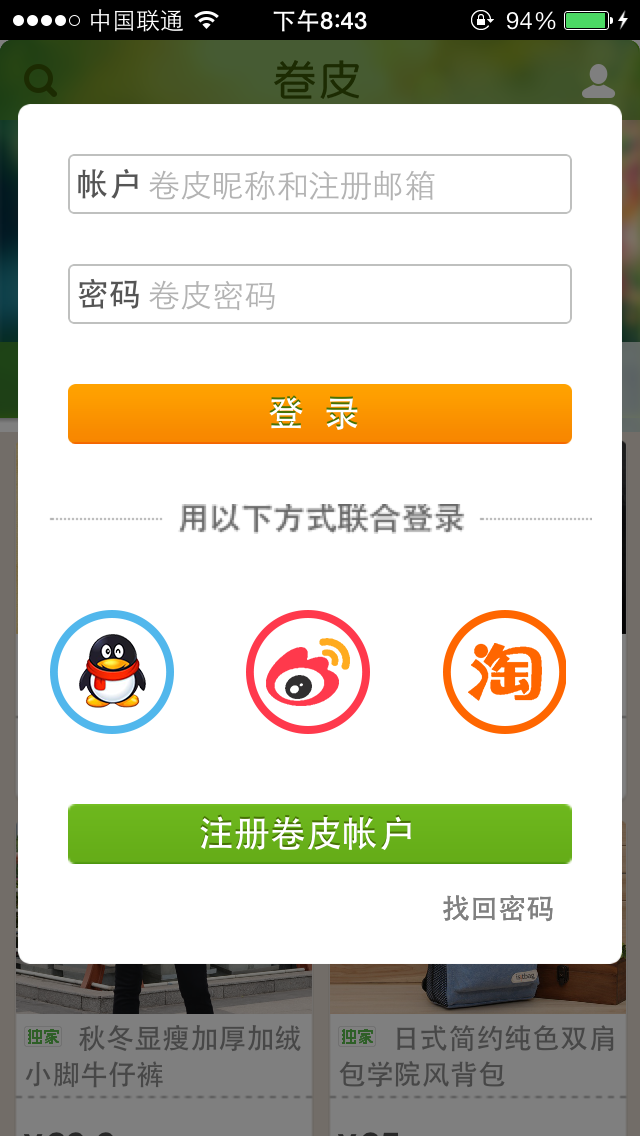 中国联通 下午8:43 94%
卷皮
帐户 卷皮昵称和注册邮箱
密码 卷皮密码
登 录
用以下方式联合登录
淘
注册卷皮帐户
找回密码
独家 秋冬显瘦加厚加绒
小脚牛仔裤
独家 日式简约纯色双肩
包学院风背包